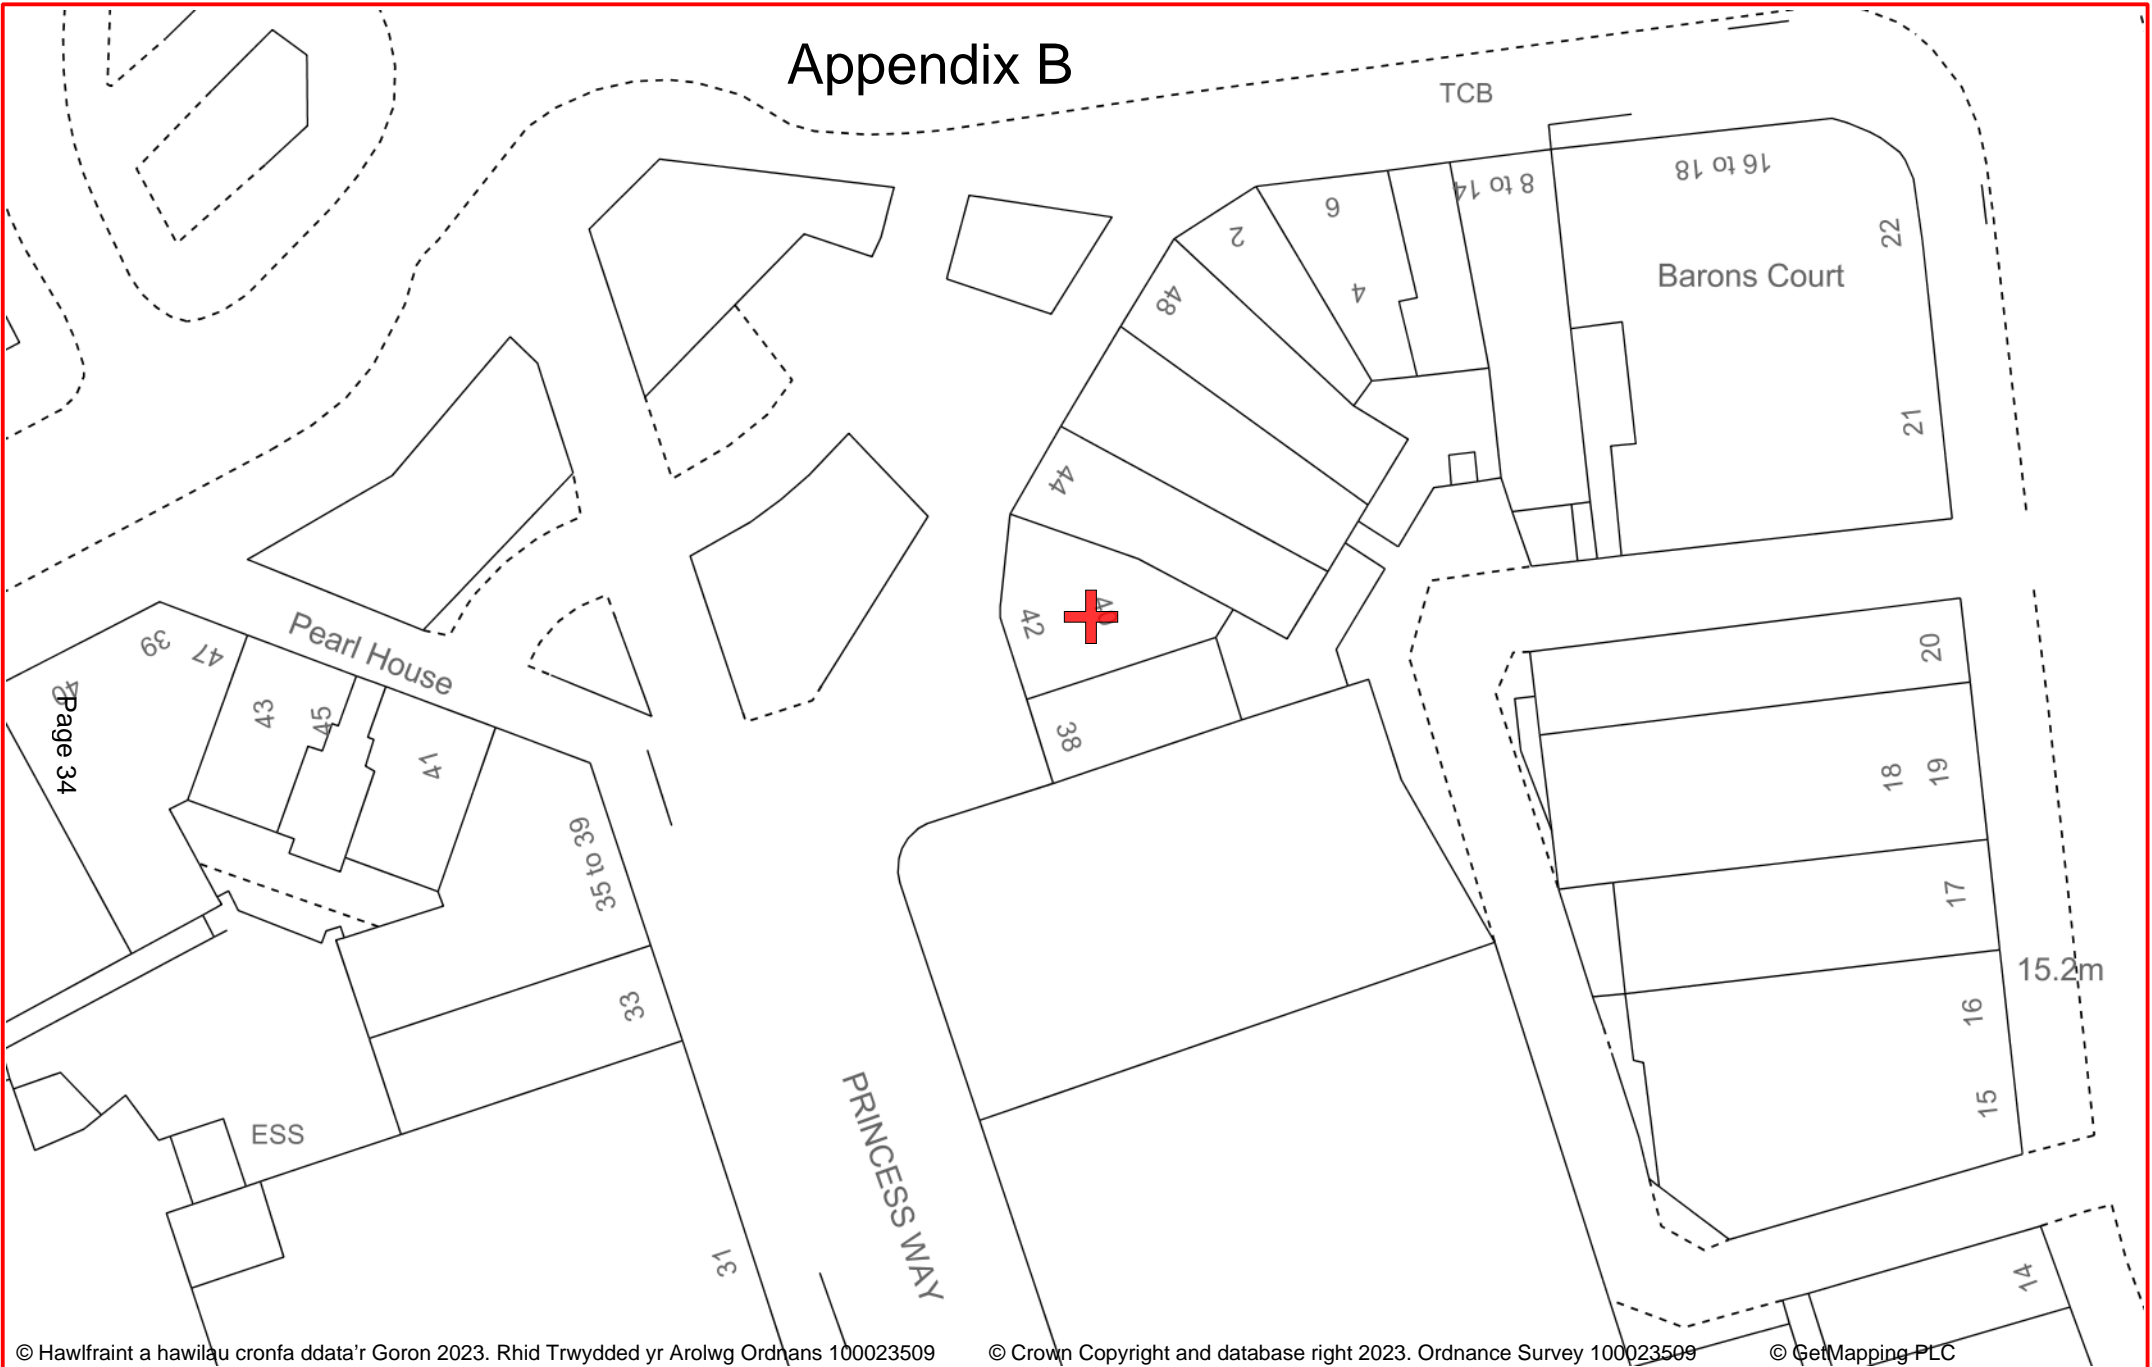 Appendix B
TCB
16 to 18
8 to 14
6
2
22
4
Barons Court
48
21
44
42
Pearl House
39
47
20
Page 34
43
45
38
41
18
19
35 to 39
17
15.2m
33
16
PRINCESS WAY
15
ESS
31
14
© Hawlfraint a hawilau cronfa ddata'r Goron 2023. Rhid Trwydded yr Arolwg Ordnans 100023509 © Crown Copyright and database right 2023. Ordnance Survey 100023509 © GetMapping PLC